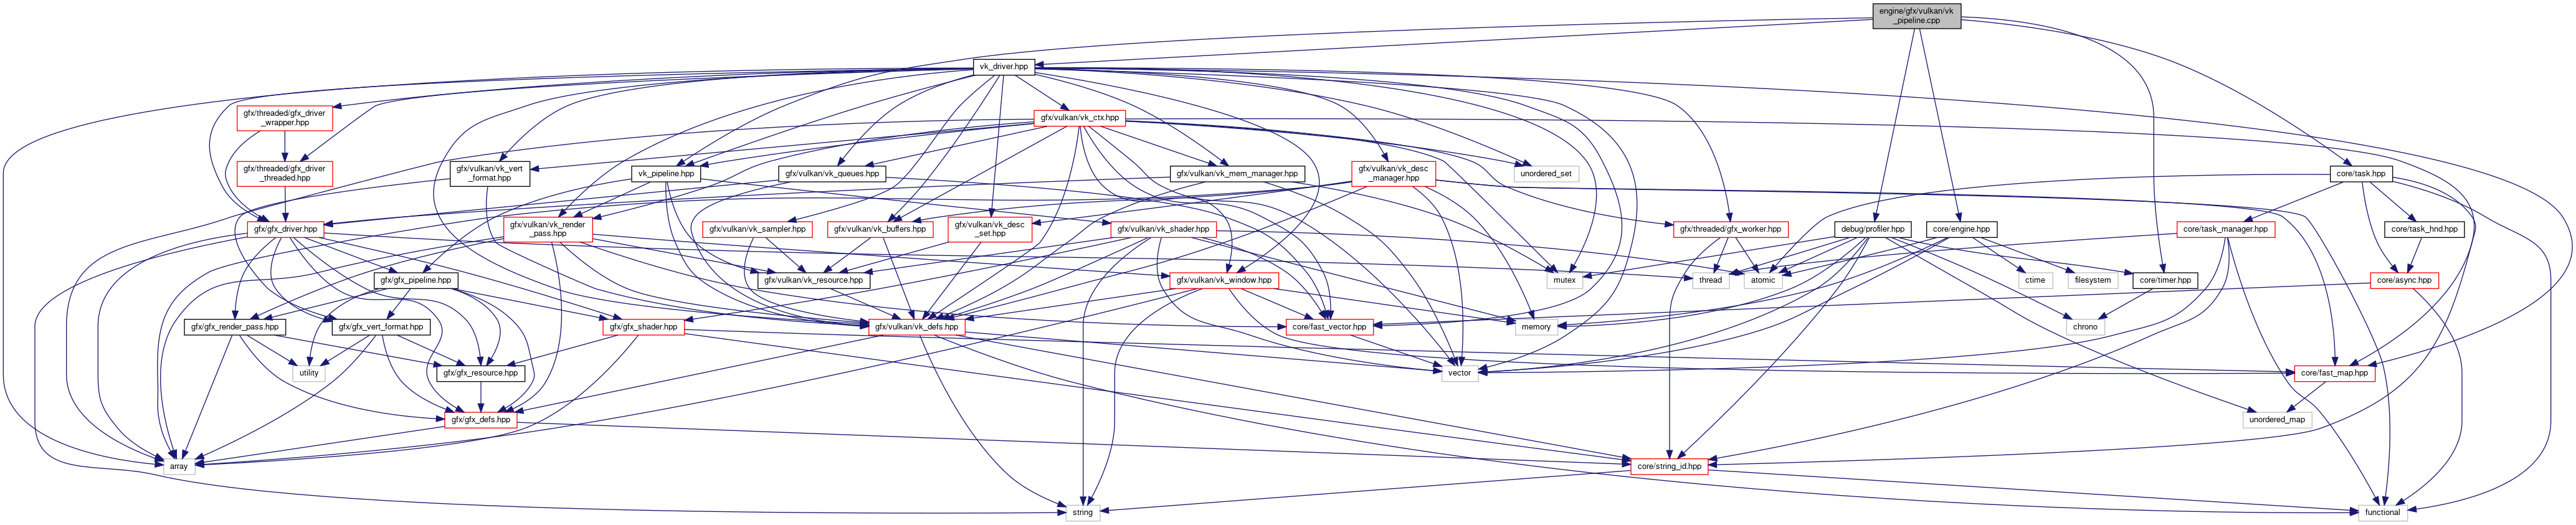 engine/gfx/vulkan/vk
_pipeline.cpp
vk_driver.hpp
gfx/threaded/gfx_driver
_wrapper.hpp
gfx/vulkan/vk_ctx.hpp
gfx/threaded/gfx_driver
_threaded.hpp
gfx/vulkan/vk_vert
_format.hpp
vk_pipeline.hpp
gfx/vulkan/vk_queues.hpp
gfx/vulkan/vk_mem_manager.hpp
gfx/vulkan/vk_desc
_manager.hpp
unordered_set
core/task.hpp
gfx/gfx_driver.hpp
gfx/vulkan/vk_render
_pass.hpp
gfx/vulkan/vk_sampler.hpp
gfx/vulkan/vk_buffers.hpp
gfx/vulkan/vk_desc
_set.hpp
gfx/vulkan/vk_shader.hpp
gfx/threaded/gfx_worker.hpp
debug/profiler.hpp
core/engine.hpp
core/task_manager.hpp
core/task_hnd.hpp
gfx/gfx_pipeline.hpp
gfx/vulkan/vk_resource.hpp
gfx/vulkan/vk_window.hpp
mutex
thread
atomic
ctime
filesystem
core/timer.hpp
core/async.hpp
gfx/gfx_render_pass.hpp
gfx/gfx_vert_format.hpp
gfx/gfx_shader.hpp
gfx/vulkan/vk_defs.hpp
core/fast_vector.hpp
memory
chrono
utility
gfx/gfx_resource.hpp
vector
core/fast_map.hpp
gfx/gfx_defs.hpp
unordered_map
array
core/string_id.hpp
string
functional